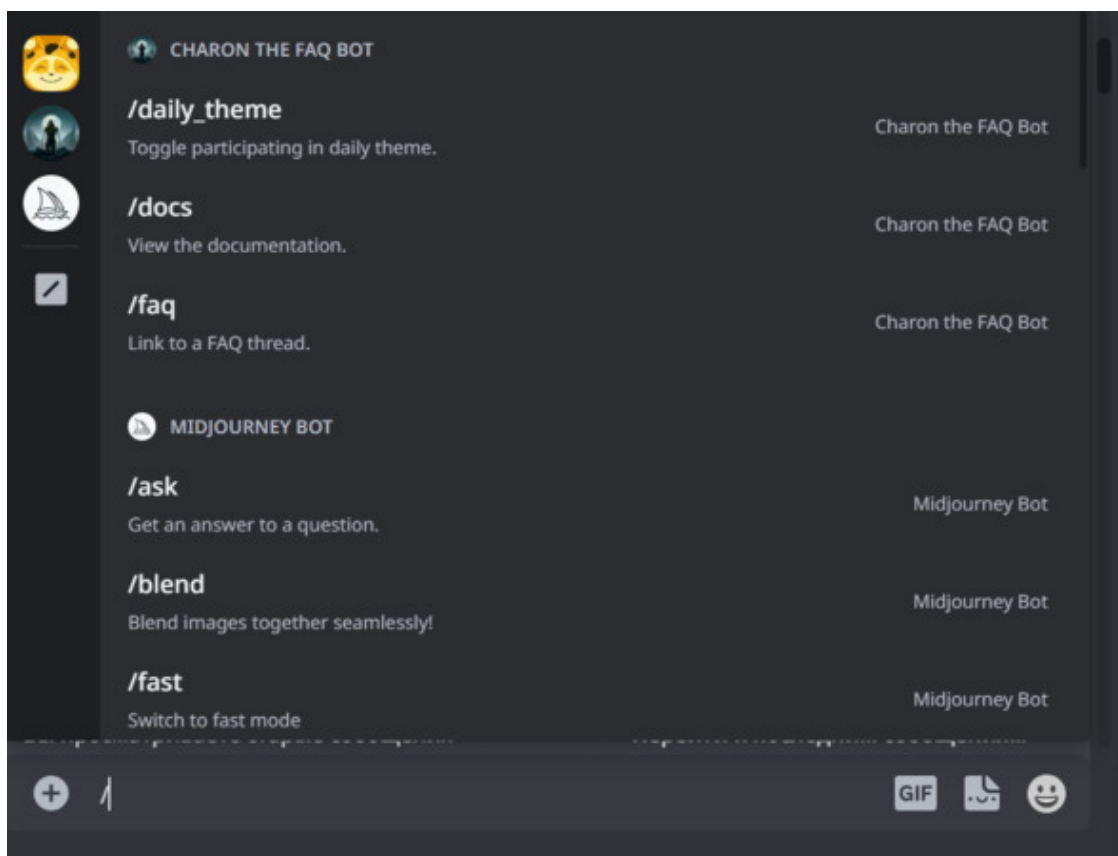 CHARON THE FAQ BOT
/daily_theme
Toggle participating in daily theme.
Charon the FAQ Bot
/docs
View the documentation.
Charon the FAQ Bot
/faq
Link to a FAQ thread.
Charon the FAQ Bot
MIDJOURNEY BOT
/ask
Get an answer to a question.
Midjourney Bot
/blend
Blend images together seamlessly!
Midjourney Bot
/fast
Switch to fast mode
Midjourney Bot
/
GIF